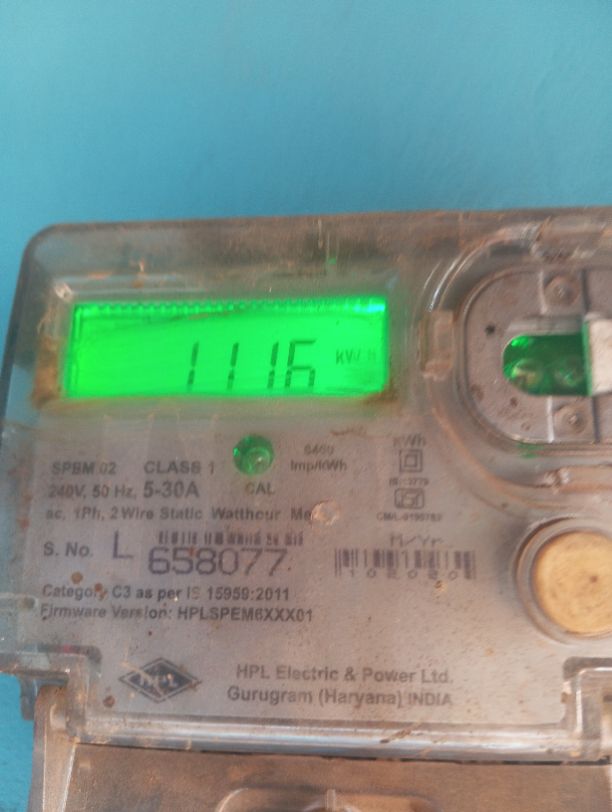 1116 kWh
6400
imp/kWh
kWh
SPBM 02 CLASS 1
240V, 50 Hz, 5-30A
CAL
ac, 1Ph, 2 Wire Static Watthour
S. No. L 658077
M/Yr.
Category C3 as per IS 15959:2011
Firmware Version: HPLSPEM6XXX01
HPL
HPL Electric & Power Ltd.
Gurugram (Haryana) INDIA